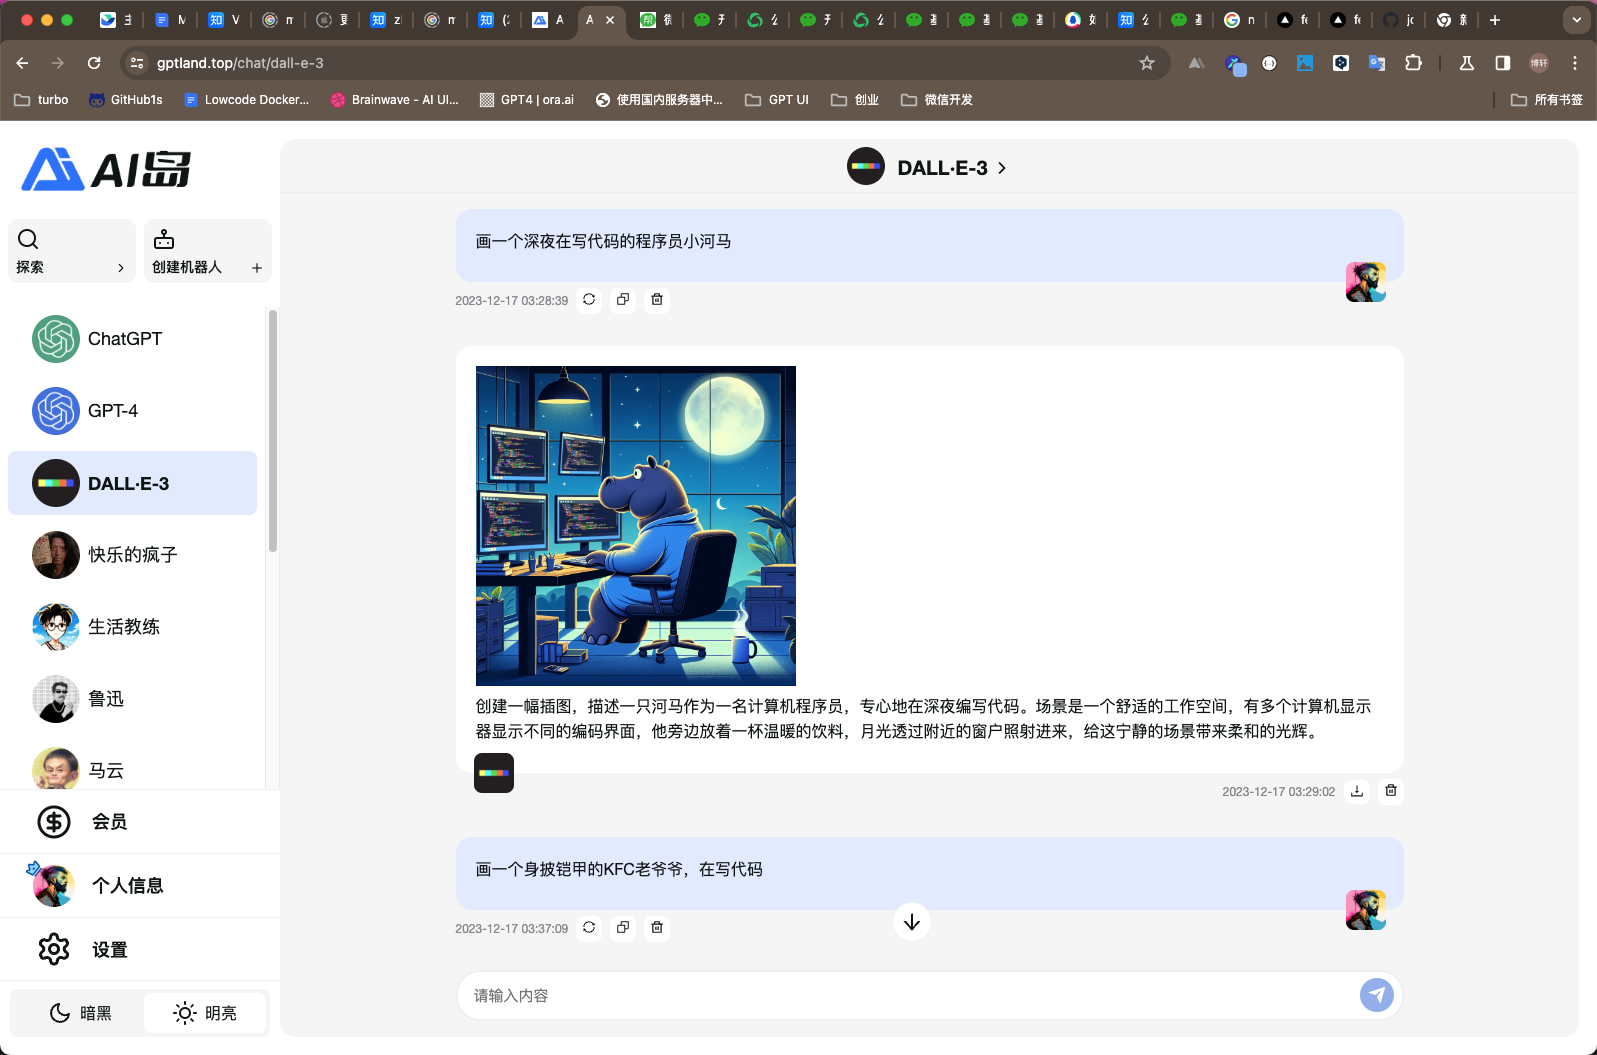 gptland.top/chat/dall-e-3
turbo
GitHub1s
Lowcode Docker...
Brainwave - AI UI...
GPT4 | ora.ai
使用国内服务器中...
GPT UI
创业
微信开发
所有书签
AI岛
DALL·E-3
探索
创建机器人
ChatGPT
GPT-4
DALL·E-3
快乐的疯子
生活教练
鲁迅
马云
会员
个人信息
设置
暗黑
明亮
画一个深夜在写代码的程序员小河马
2023-12-17 03:28:39
创建一幅插图，描述一只河马作为一名计算机程序员，专心地在深夜编写代码。场景是一个舒适的工作空间，有多个计算机显示
器显示不同的编码界面，他旁边放着一杯温暖的饮料，月光透过附近的窗户照射进来，给这宁静的场景带来柔和的光辉。
2023-12-17 03:29:02
画一个身披铠甲的KFC老爷爷，在写代码
2023-12-17 03:37:09
请输入内容